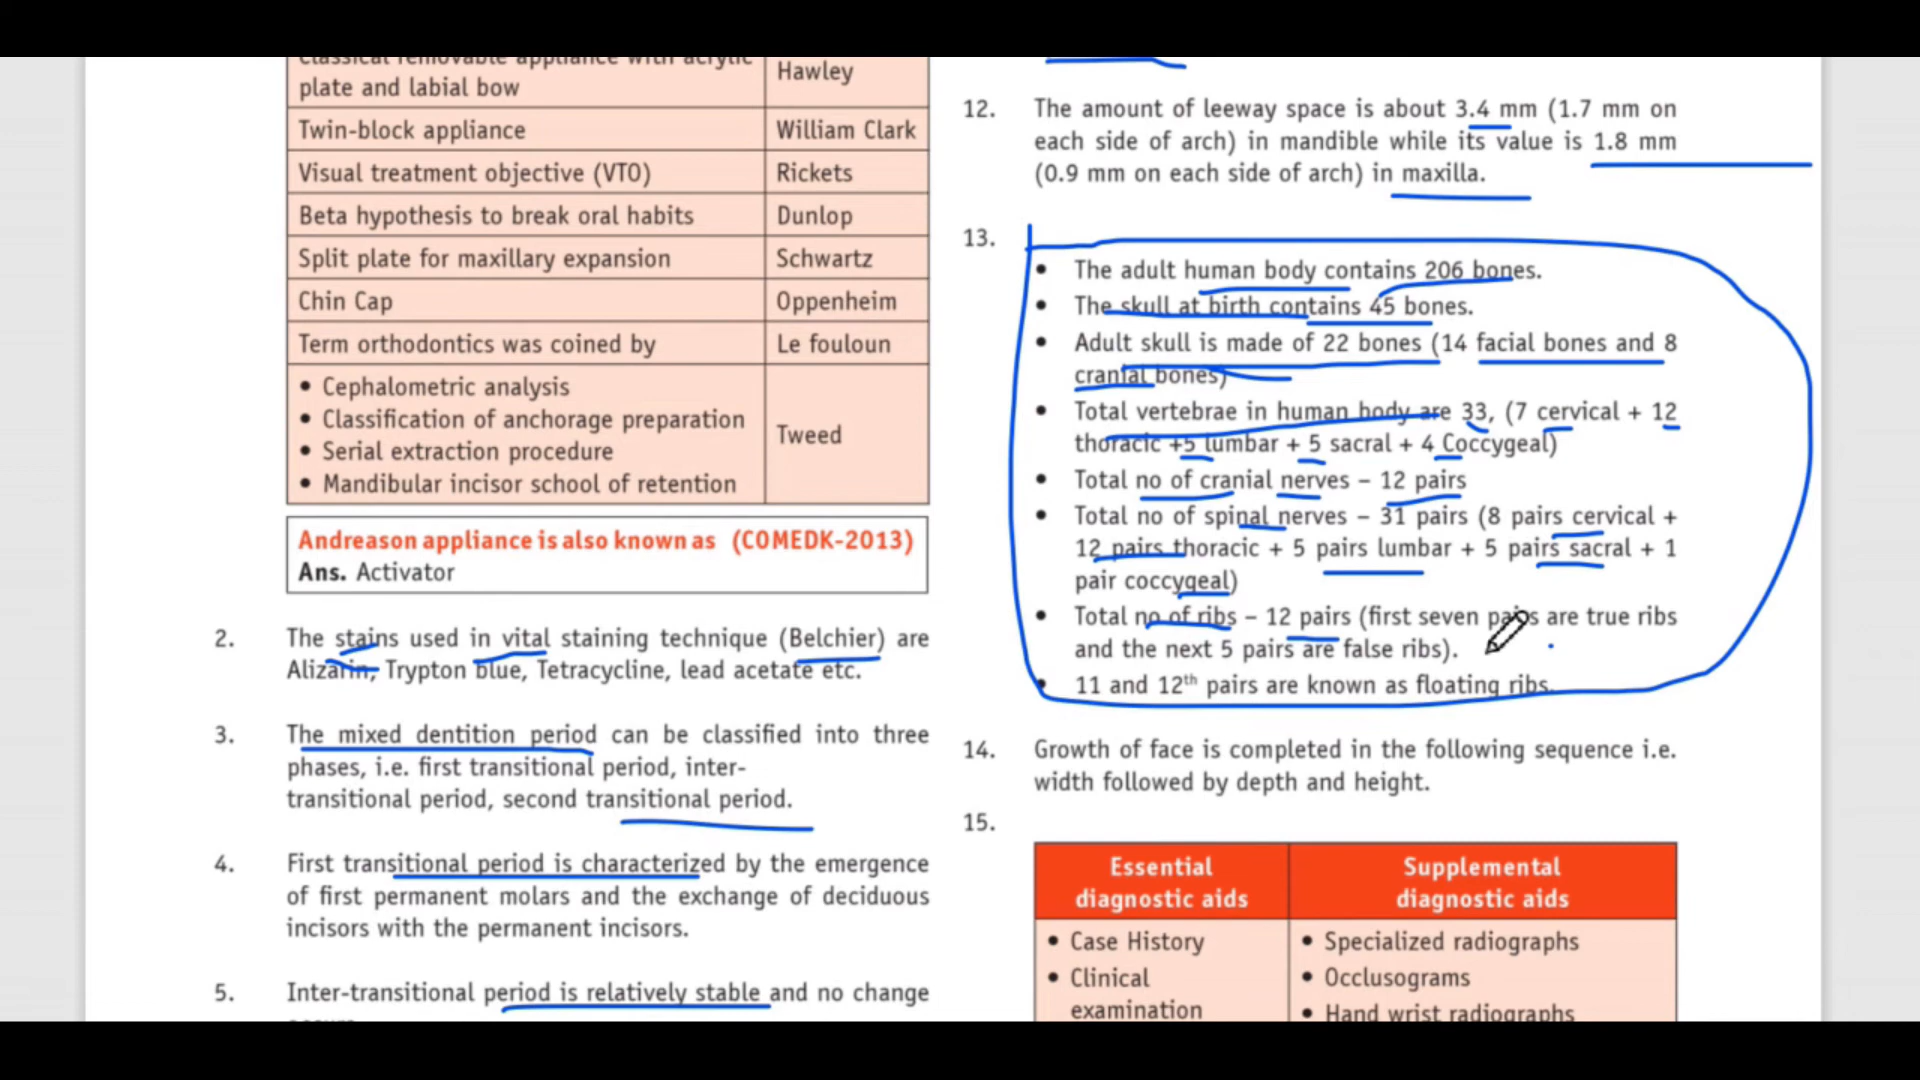 Classical removable appliance with acrylic
plate and labial bow
Hawley
Twin-block appliance
William Clark
Visual treatment objective (VTO)
Rickets
Beta hypothesis to break oral habits
Dunlop
Split plate for maxillary expansion
Schwartz
Chin Cap
Oppenheim
Term orthodontics was coined by
Le fouloun
• Cephalometric analysis
• Classification of anchorage preparation
• Serial extraction procedure
• Mandibular incisor school of retention
Tweed
Andreason appliance is also known as (COMEDK-2013)
Ans. Activator
2. The stains used in vital staining technique (Belchier) are
Alizarin, Trypton blue, Tetracycline, lead acetate etc.
3. The mixed dentition period can be classified into three
phases, i.e. first transitional period, inter-
transitional period, second transitional period.
4. First transitional period is characterized by the emergence
of first permanent molars and the exchange of deciduous
incisors with the permanent incisors.
5. Inter-transitional period is relatively stable and no change
12. The amount of leeway space is about 3.4 mm (1.7 mm on
each side of arch) in mandible while its value is 1.8 mm
(0.9 mm on each side of arch) in maxilla.
13.
• The adult human body contains 206 bones.
• The skull at birth contains 45 bones.
• Adult skull is made of 22 bones (14 facial bones and 8
cranial bones)
• Total vertebrae in human body are 33, (7 cervical + 12
thoracic +5 lumbar + 5 sacral + 4 Coccygeal)
• Total no of cranial nerves – 12 pairs
• Total no of spinal nerves – 31 pairs (8 pairs cervical +
12 pairs thoracic + 5 pairs lumbar + 5 pairs sacral + 1
pair coccygeal)
• Total no of ribs – 12 pairs (first seven pairs are true ribs
and the next 5 pairs are false ribs).
• 11 and 12th pairs are known as floating ribs.
14. Growth of face is completed in the following sequence i.e.
width followed by depth and height.
15.
Essential
diagnostic aids
Supplemental
diagnostic aids
• Case History
• Clinical
examination
• Specialized radiographs
• Occlusograms
• Hand wrist radiographs